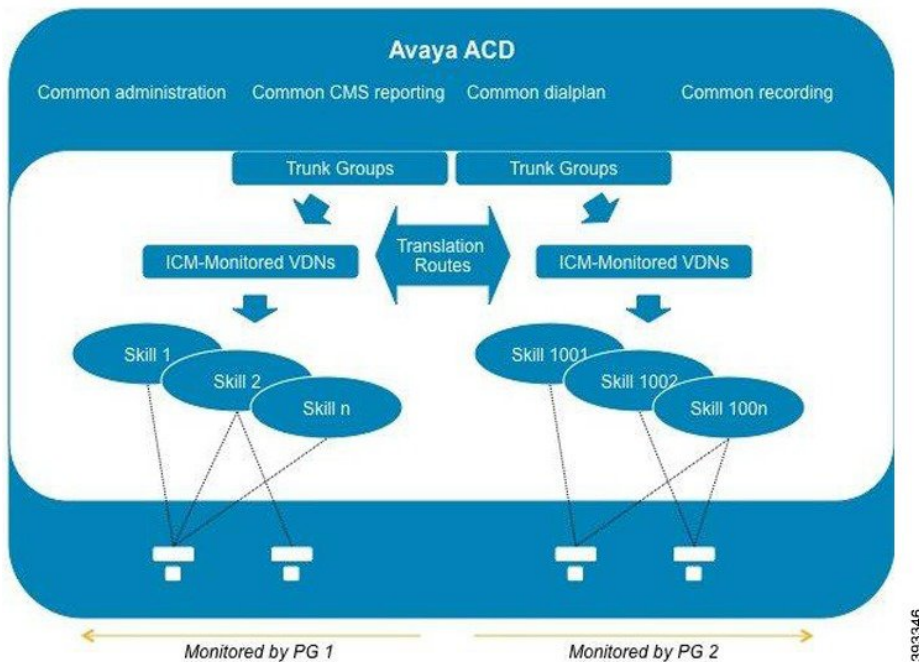 Avaya ACD
Common administration
Common CMS reporting
Common dialplan
Common recording
Trunk Groups
Trunk Groups
ICM-Monitored VDNs
Translation
Routes
ICM-Monitored VDNs
Skill 1
Skill 2
Skill n
Skill 1001
Skill 1002
Skill 100n
Monitored by PG 1
Monitored by PG 2
393346